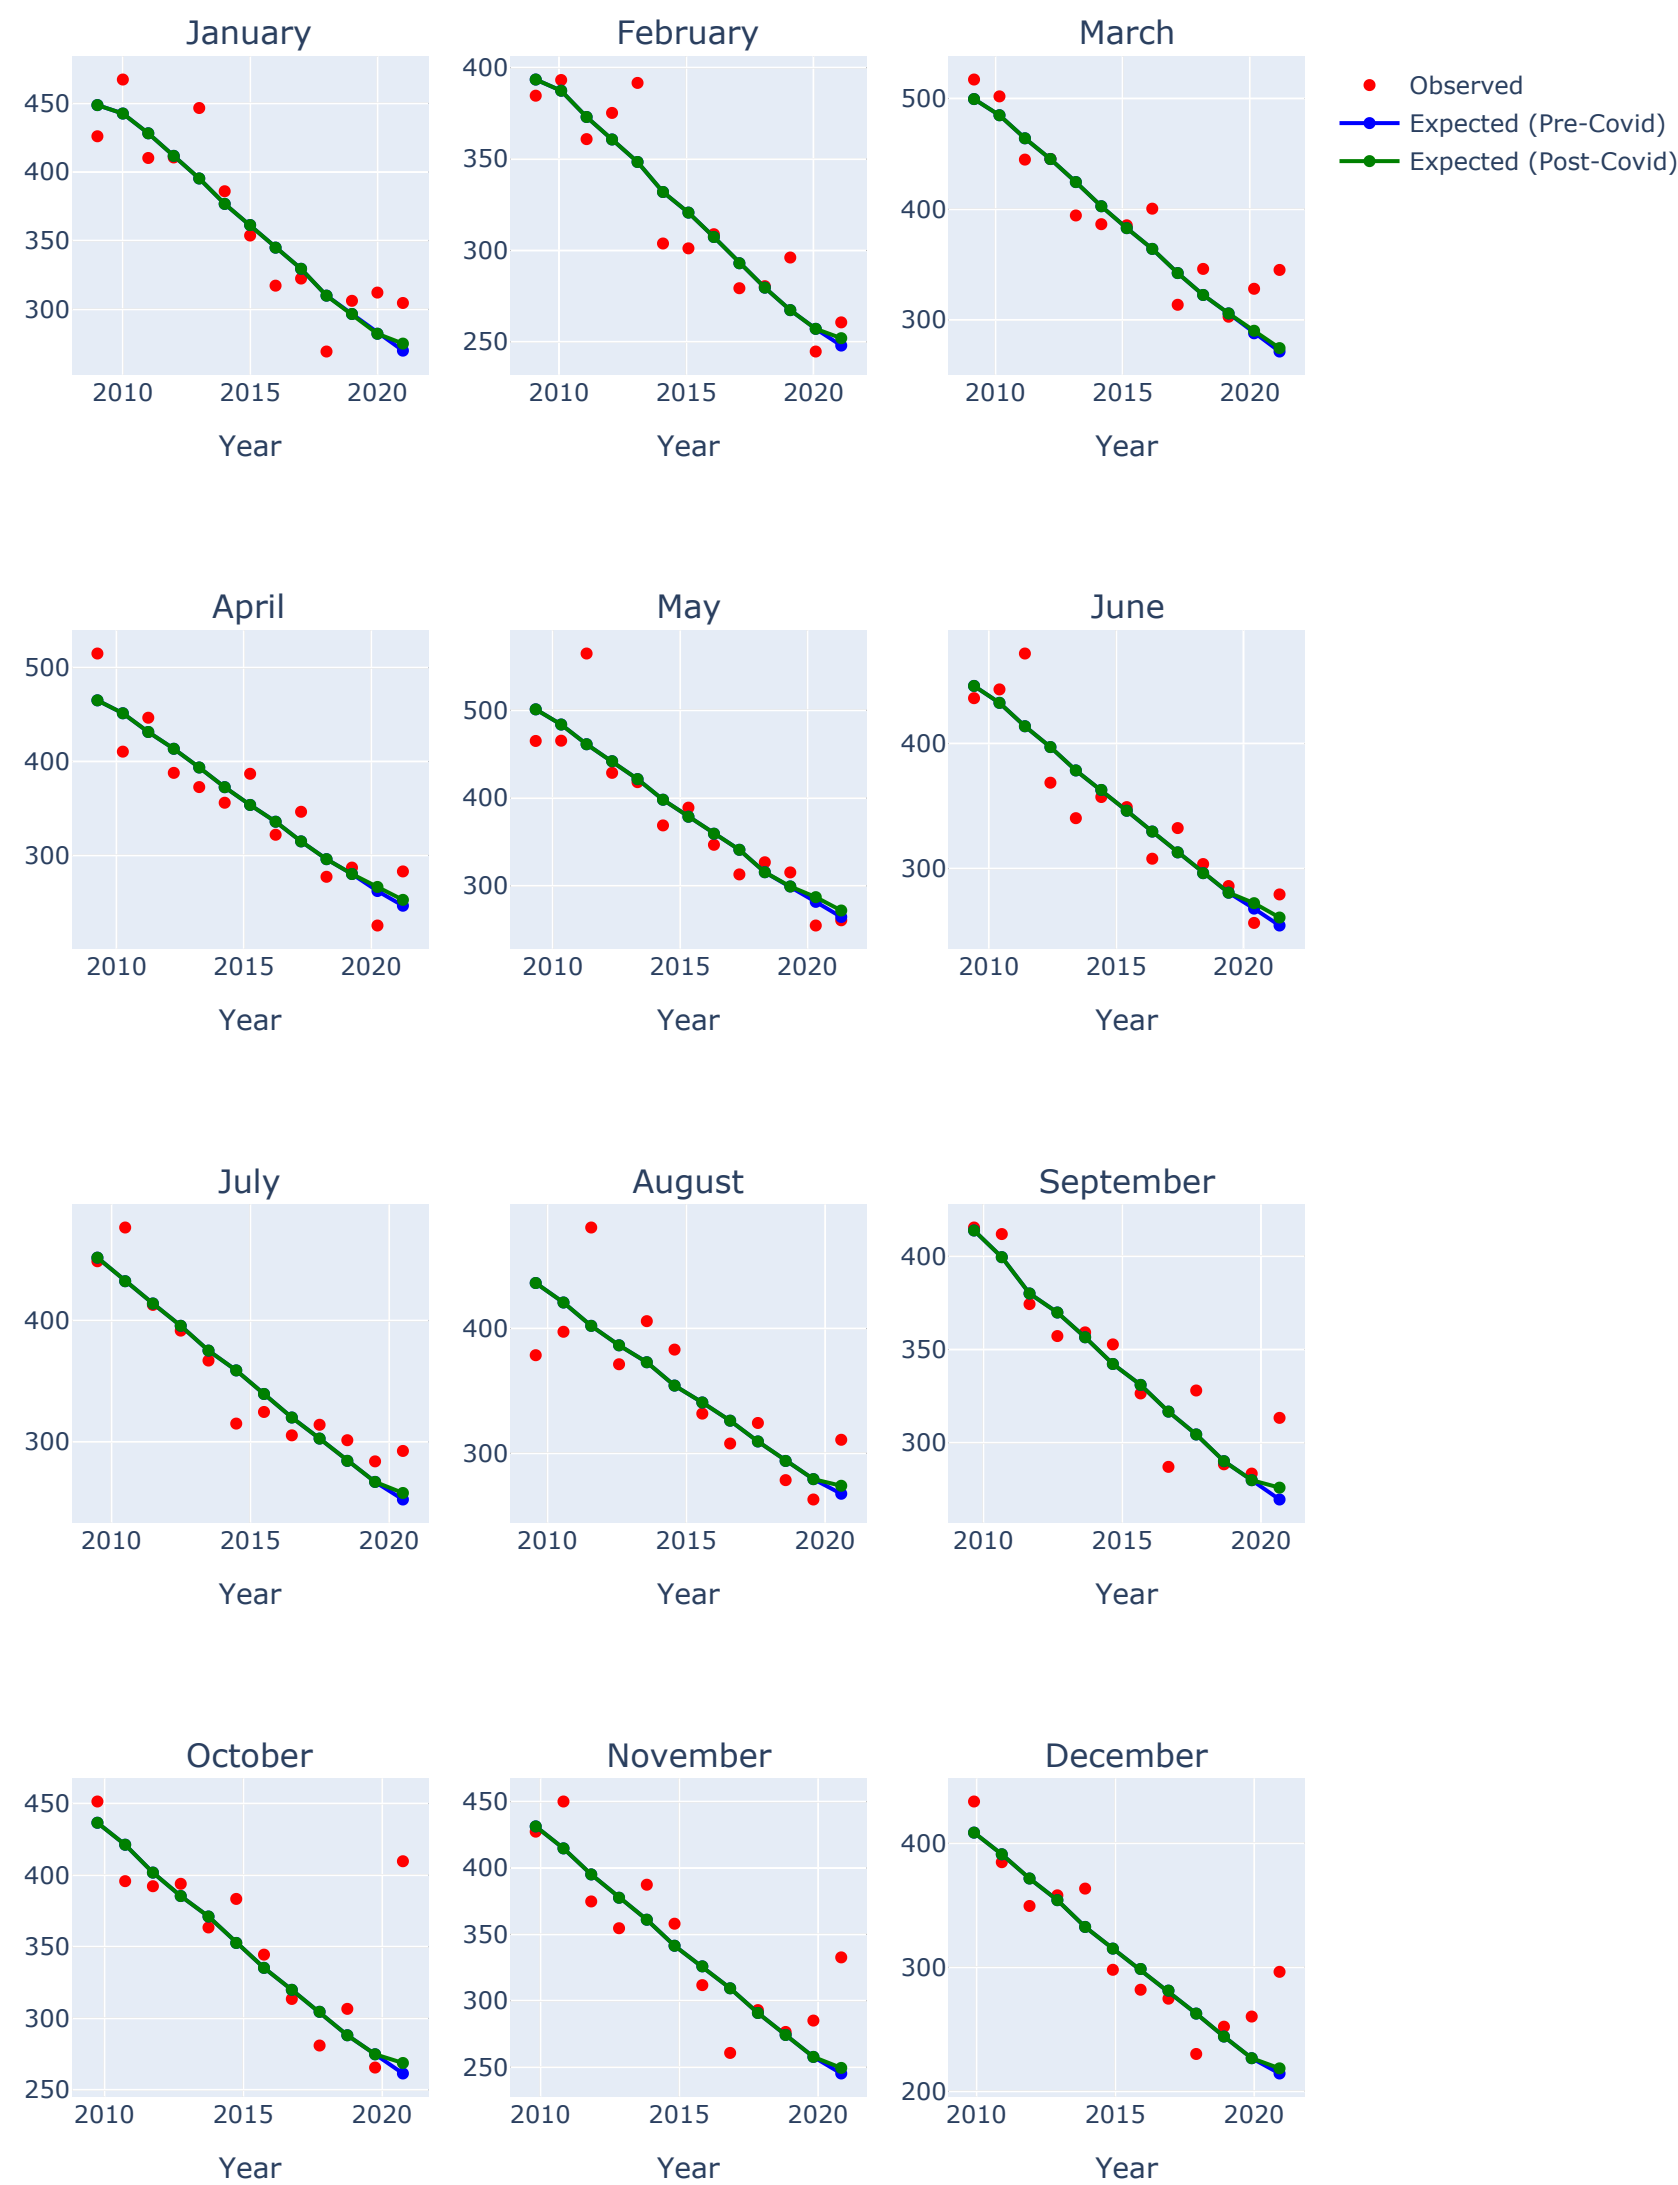 January
February
March
Observed
Expected (Pre-Covid)
Expected (Post-Covid)
450
400
350
300
2010 2015 2020
Year
400
350
300
250
2010 2015 2020
Year
500
400
300
2010 2015 2020
Year
April
May
June
500
400
300
2010 2015 2020
Year
500
400
300
2010 2015 2020
Year
400
300
2010 2015 2020
Year
July
August
September
400
300
2010 2015 2020
Year
400
300
2010 2015 2020
Year
400
350
300
2010 2015 2020
Year
October
November
December
450
400
350
300
250
2010 2015 2020
Year
450
400
350
300
250
2010 2015 2020
Year
400
300
200
2010 2015 2020
Year